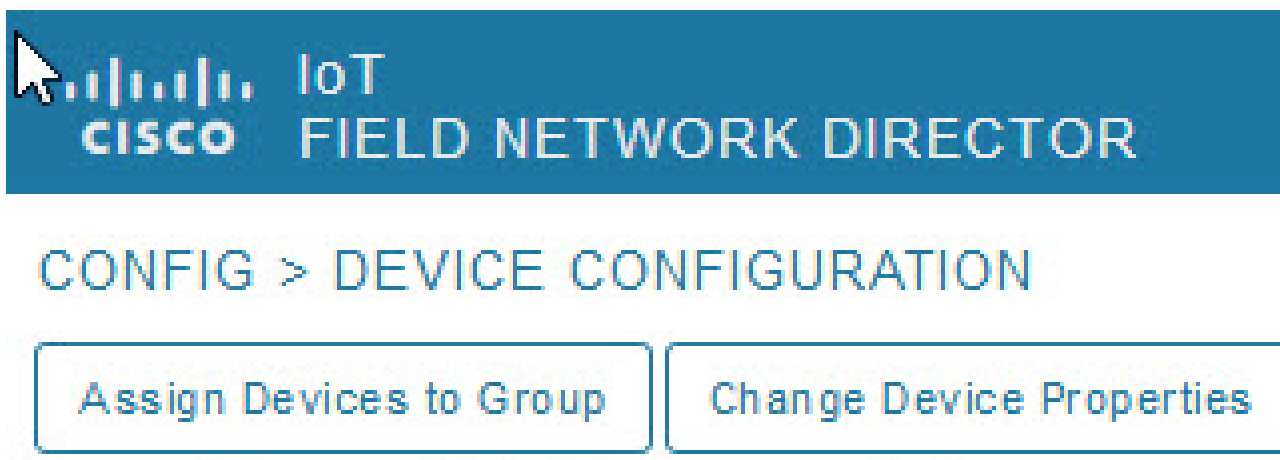 IoT
CISCO FIELD NETWORK DIRECTOR
CONFIG > DEVICE CONFIGURATION
Assign Devices to Group Change Device Properties